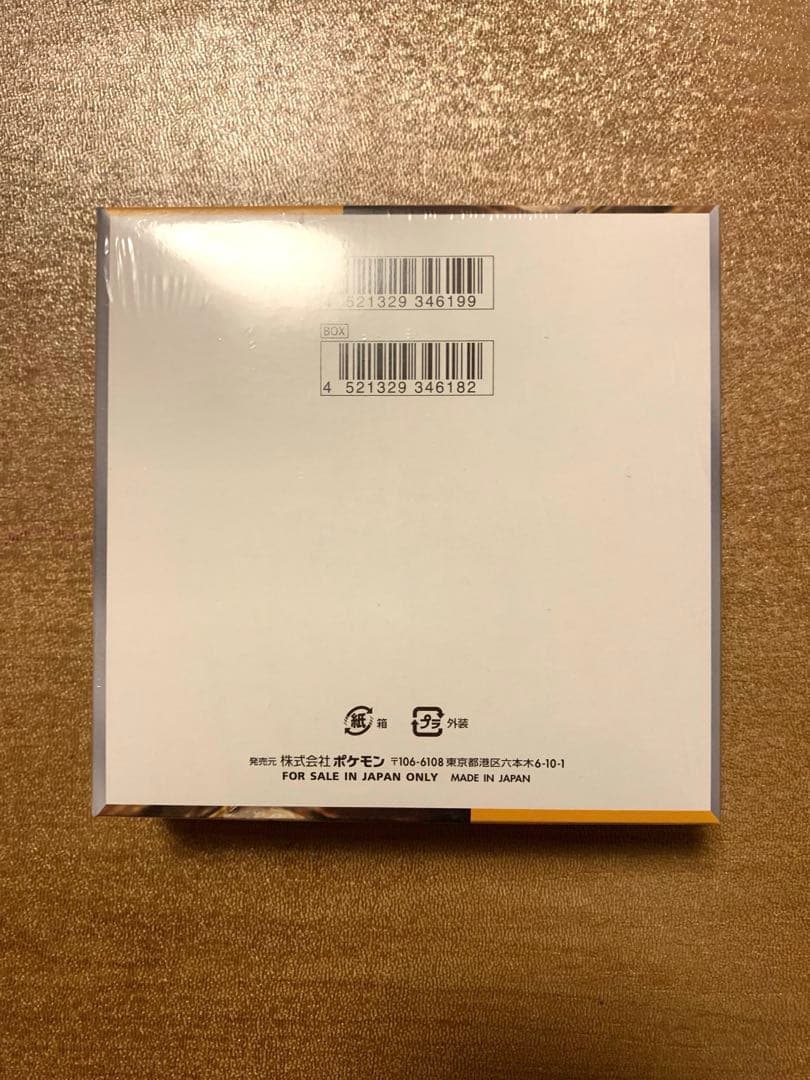 4 521329 346199
BOX
4 521329 346182
紙 箱 プラ 外装
発売元 株式会社 ポケモン 〒106-6108 東京都港区六本木6-10-1
FOR SALE IN JAPAN ONLY MADE IN JAPAN